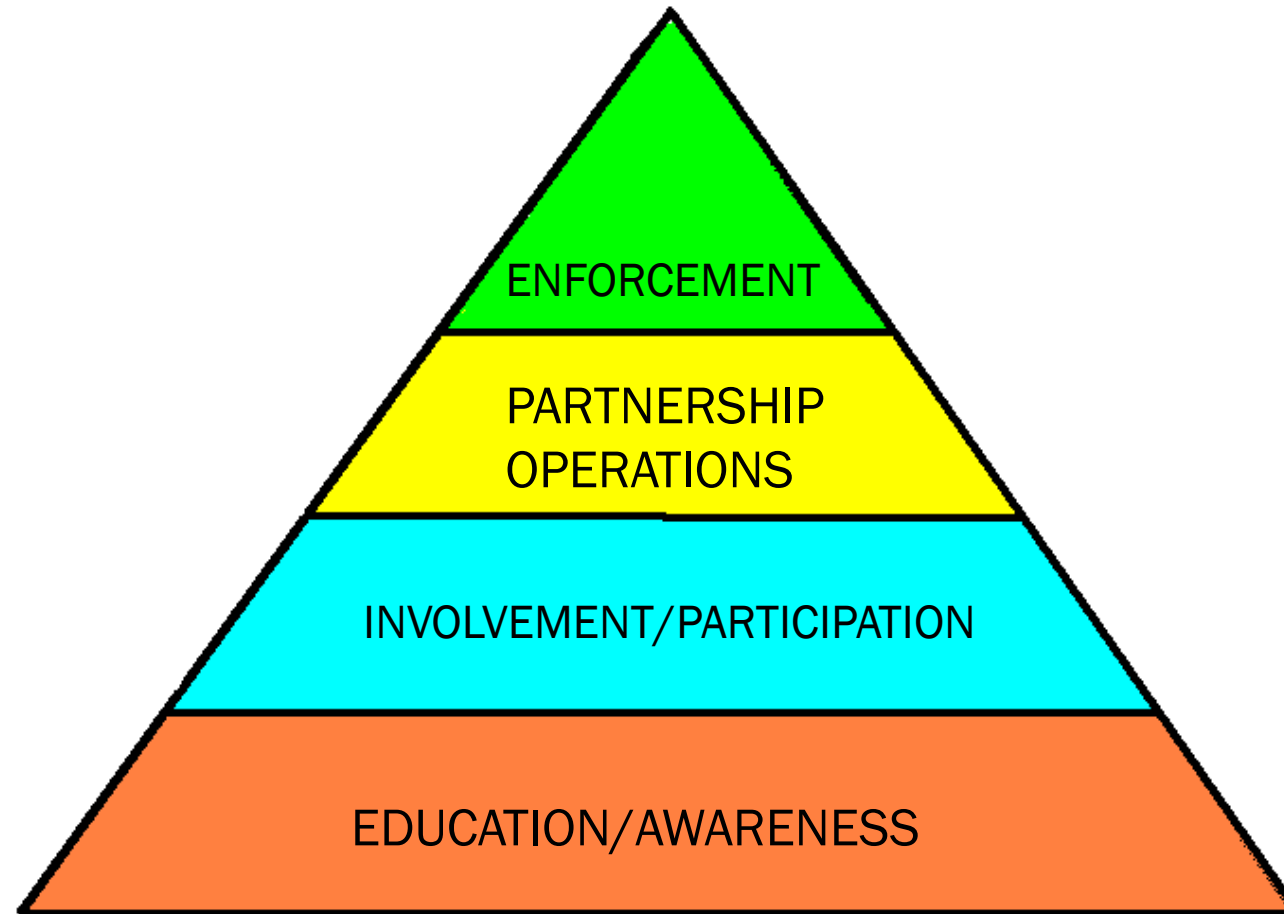 ENFORCEMENT
PARTNERSHIP
OPERATIONS
INVOLVEMENT/PARTICIPATION
EDUCATION/AWARENESS